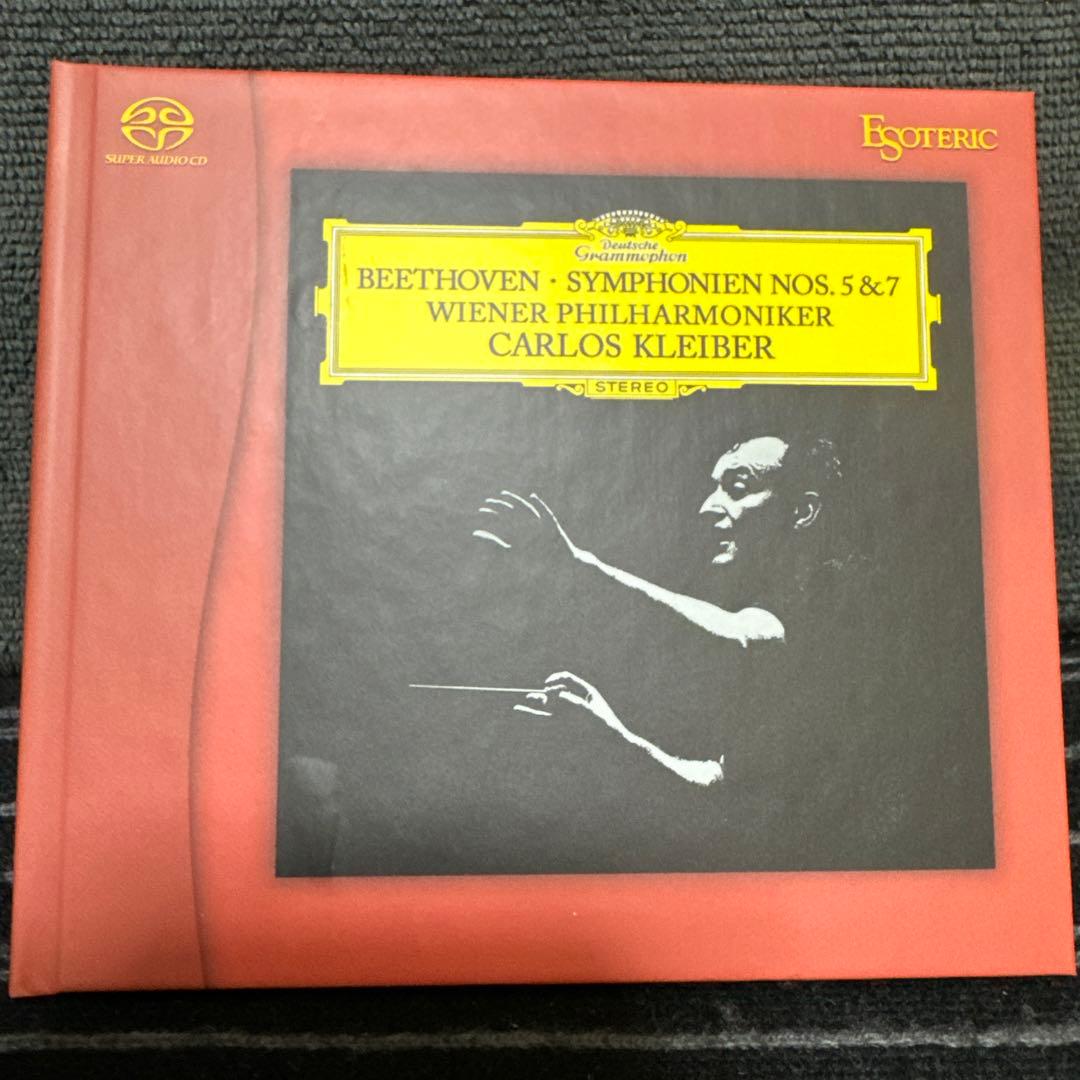 SUPER AUDIO CD
ESOTERIC
Deutsche
Grammophon
BEETHOVEN · SYMPHONIEN NOS. 5 & 7
WIENER PHILHARMONIKER
CARLOS KLEIBER
STEREO